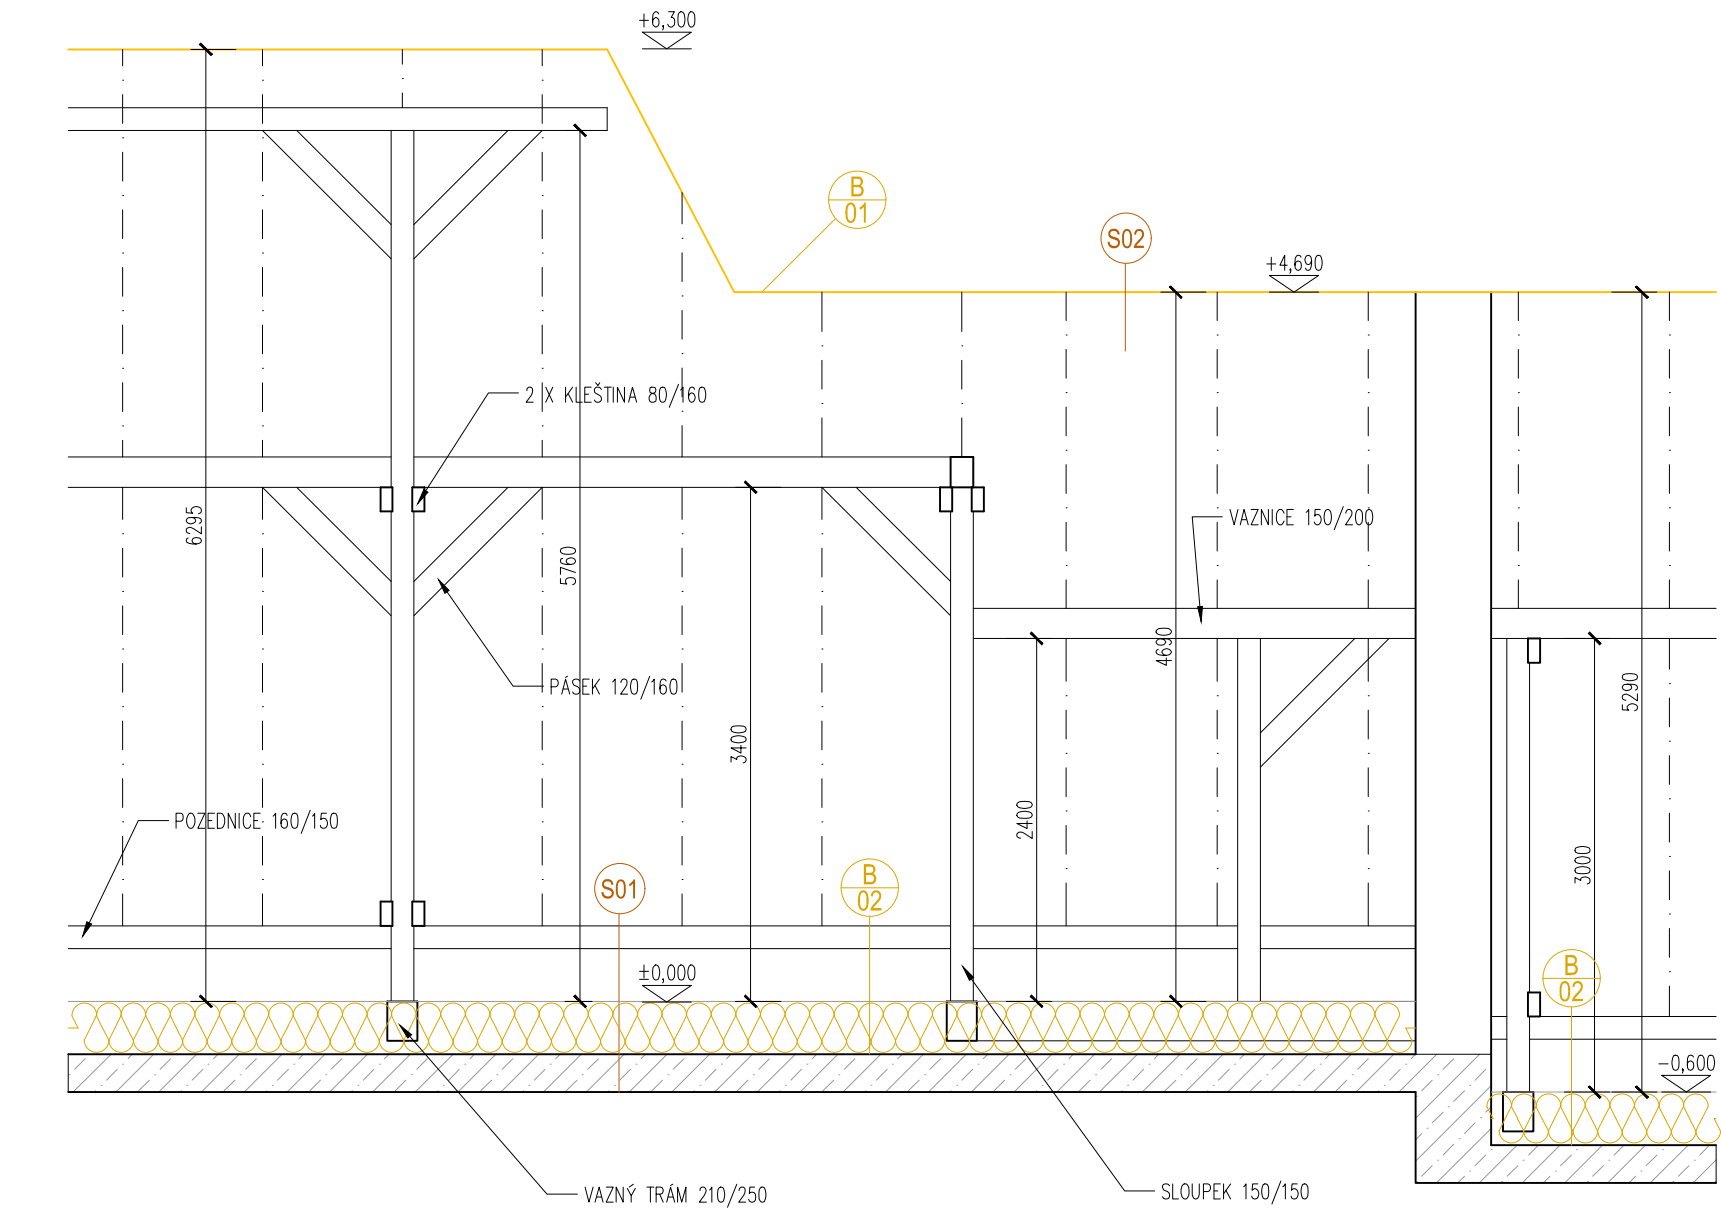 +6,300
B
01
S02
+4,690
2 X KLEŠTINA 80/160
6295
5760
VAZNICE 150/200
4690
5290
PÁSEK 120/160
3400
2400
POZEDNICE 160/150
3000
S01
B
02
±0,000
B
02
-0,600
VAZNÝ TRÁM 210/250
SLOUPEK 150/150